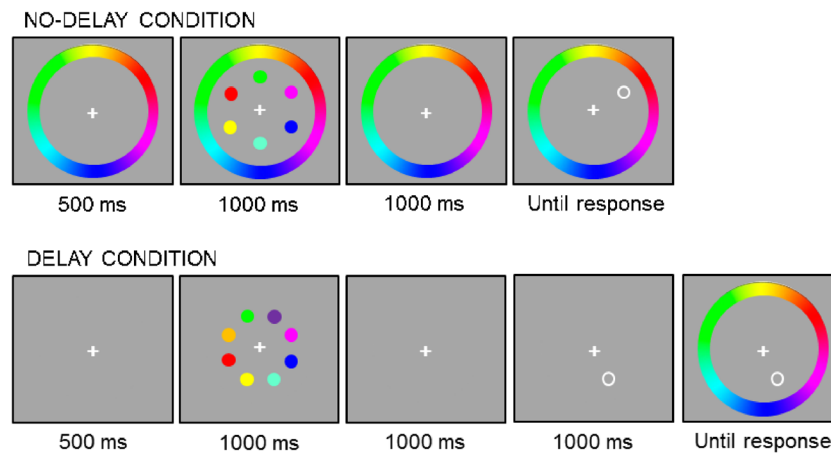 NO-DELAY CONDITION
500 ms 1000 ms 1000 ms Until response
DELAY CONDITION
500 ms 1000 ms 1000 ms 1000 ms Until response